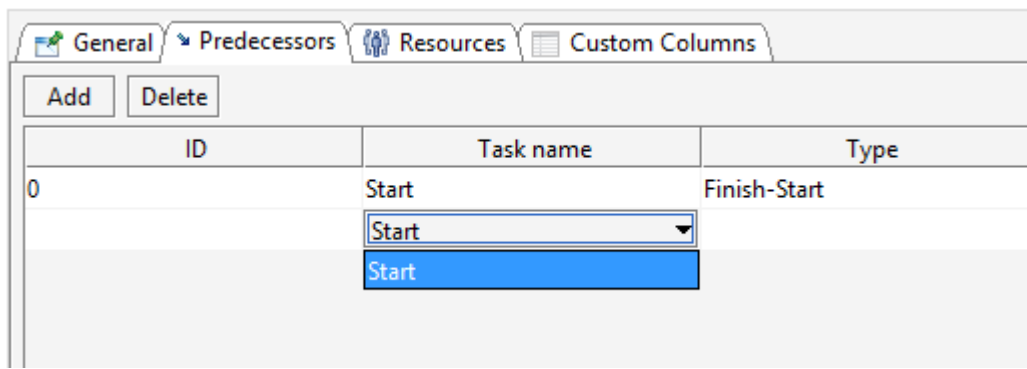 General Predecessors Resources Custom Columns
Add Delete
ID Task name Type
0 Start Finish-Start
Start
Start